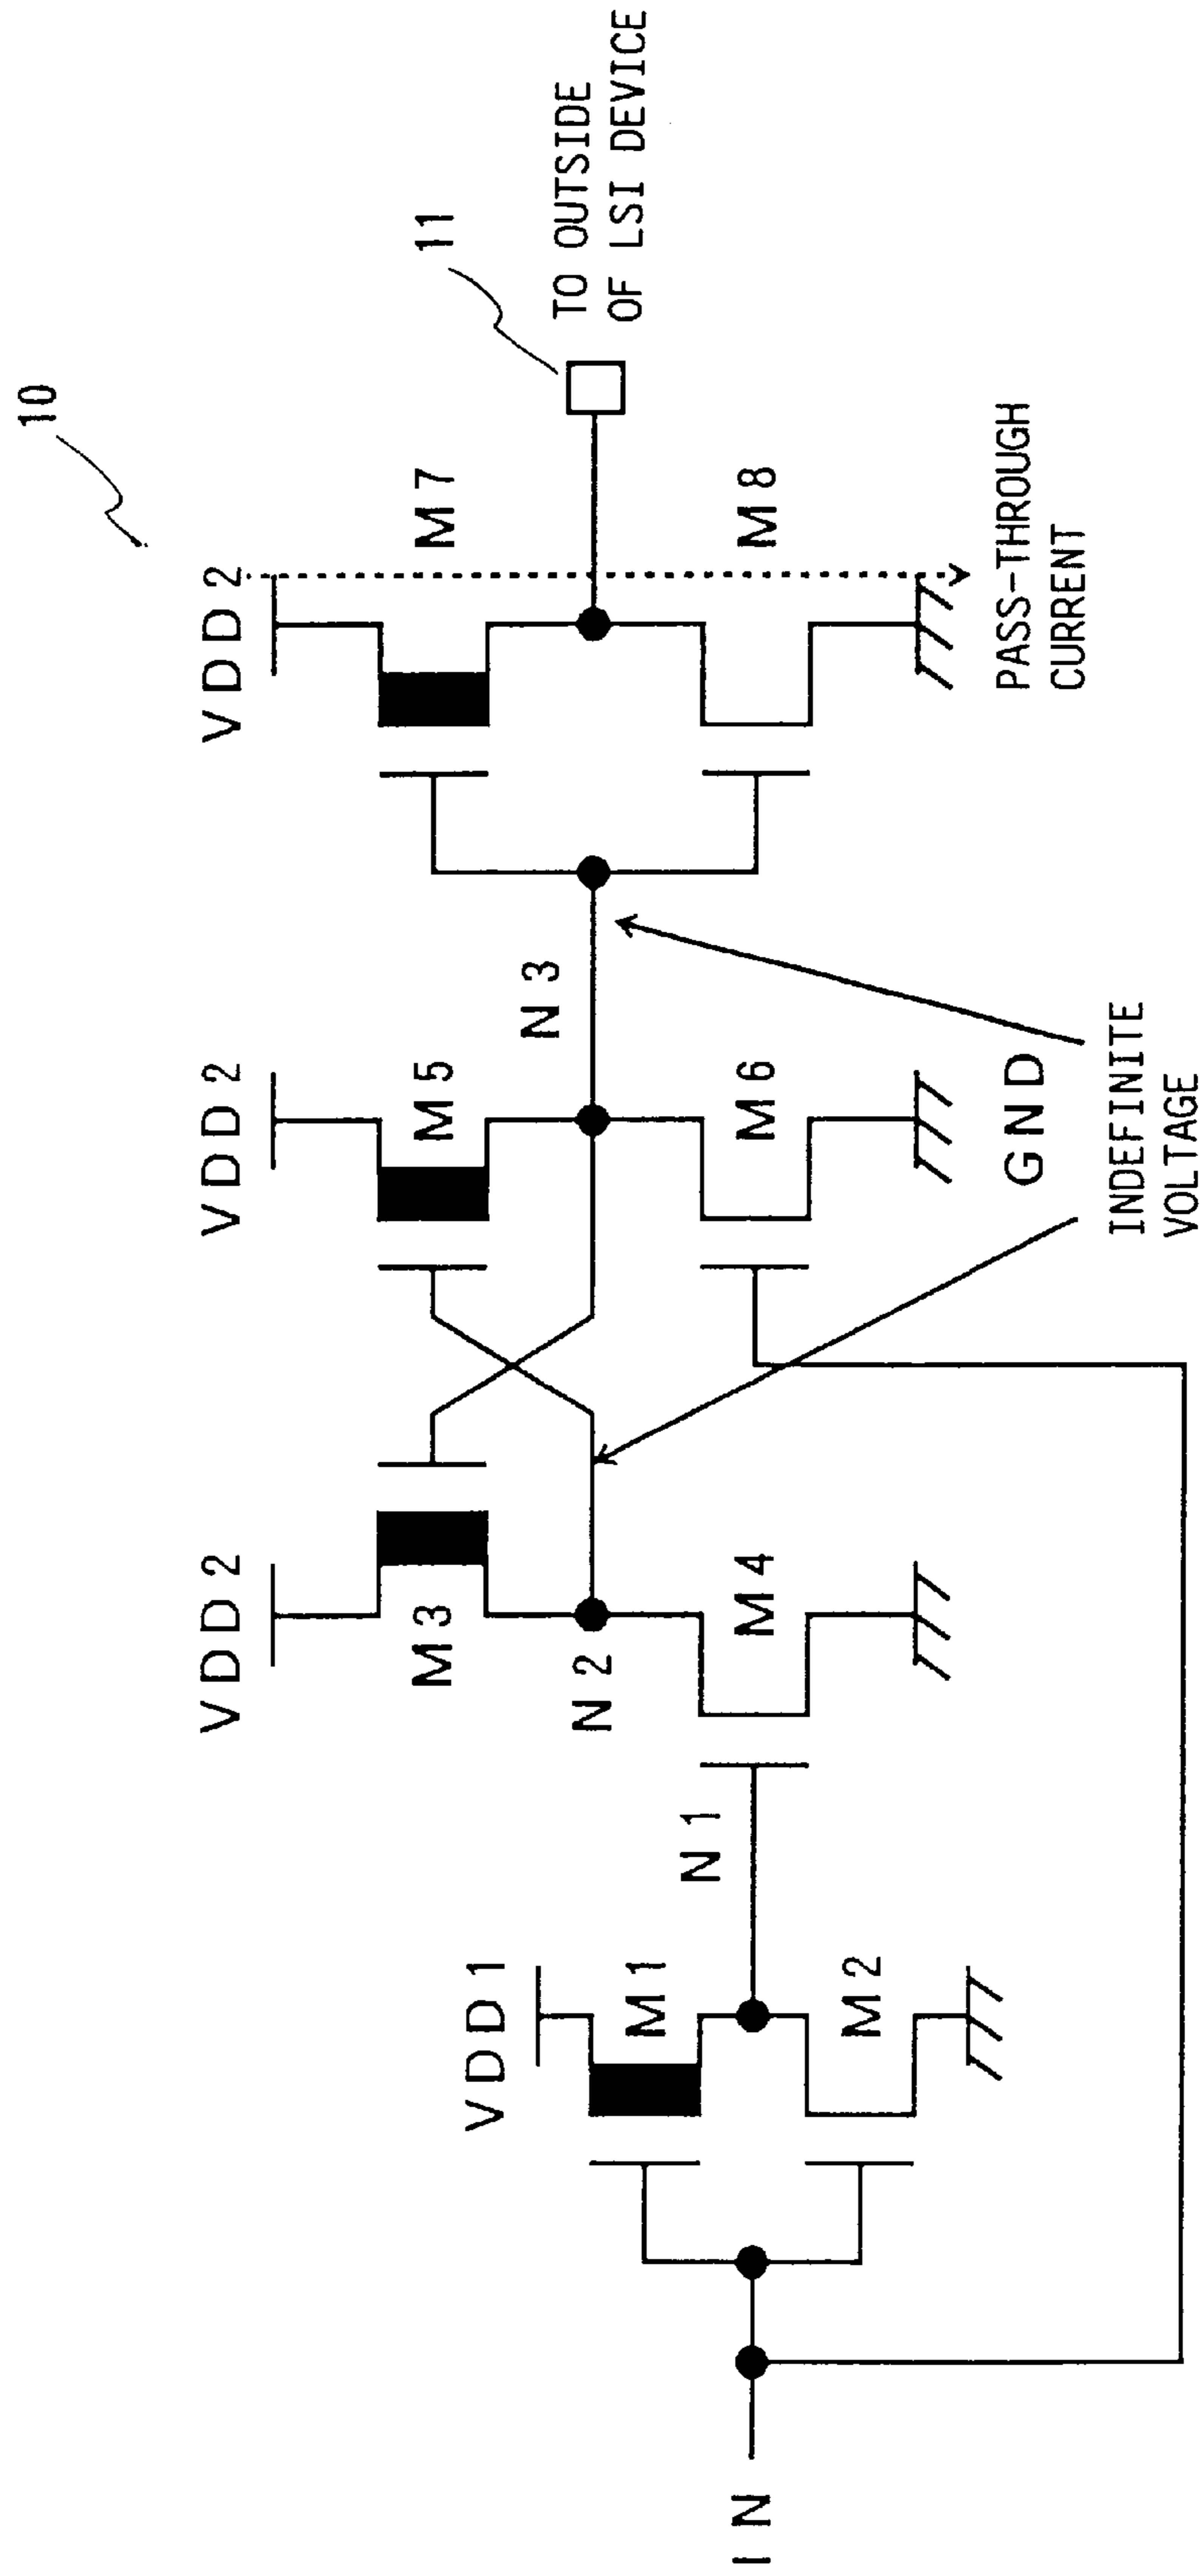 10
11
TO OUTSIDE
OF LSI DEVICE
VDD2
VDD2
VDD2
M7
M5
M3
N3
N2
VDD1
M1
N1
M8
M6
M4
M2
IN
PASS-THROUGH
CURRENT
GND
INDEFINITE
VOLTAGE